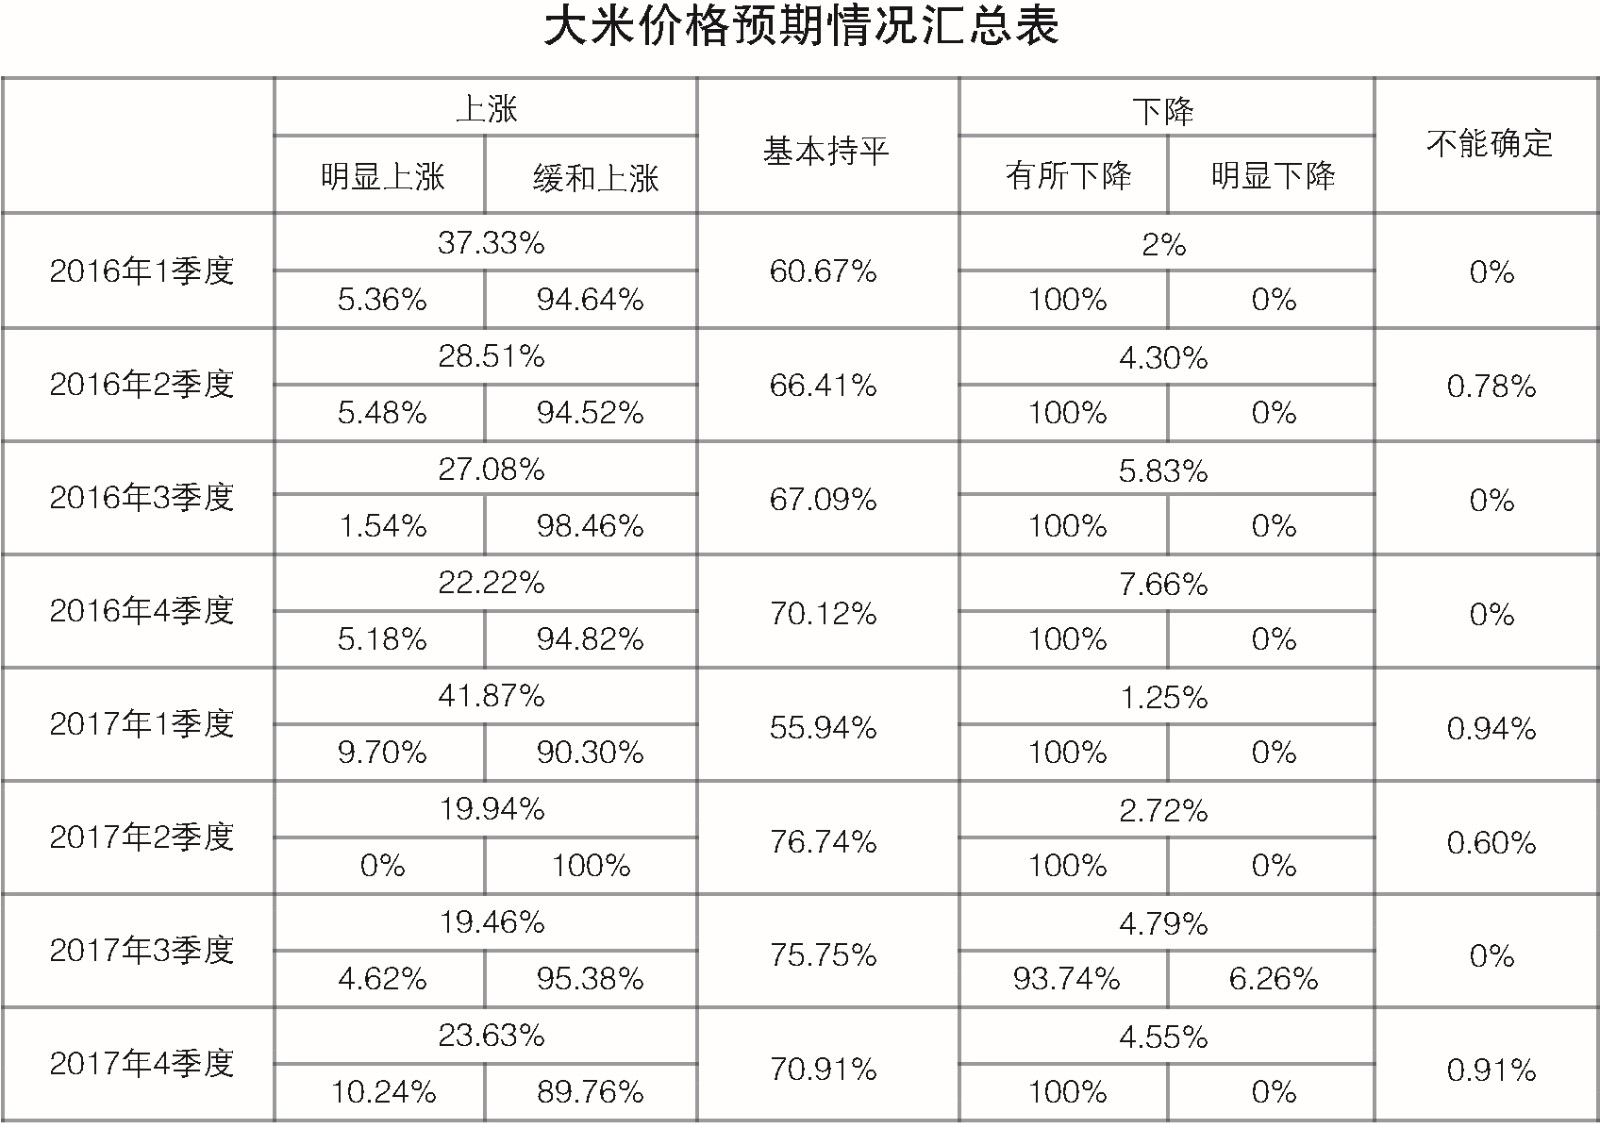 大米价格预期情况汇总表
上涨 基本持平 下降 不能确定
明显上涨 缓和上涨 有所下降 明显下降
2016年1季度 37.33% 60.67% 2% 0%
5.36% 94.64% 100% 0%
2016年2季度 28.51% 66.41% 4.30% 0.78%
5.48% 94.52% 100% 0%
2016年3季度 27.08% 67.09% 5.83% 0%
1.54% 98.46% 100% 0%
2016年4季度 22.22% 70.12% 7.66% 0%
5.18% 94.82% 100% 0%
2017年1季度 41.87% 55.94% 1.25% 0.94%
9.70% 90.30% 100% 0%
2017年2季度 19.94% 76.74% 2.72% 0.60%
0% 100% 100% 0%
2017年3季度 19.46% 75.75% 4.79% 0%
4.62% 95.38% 93.74% 6.26%
2017年4季度 23.63% 70.91% 4.55% 0.91%
10.24% 89.76% 100% 0%